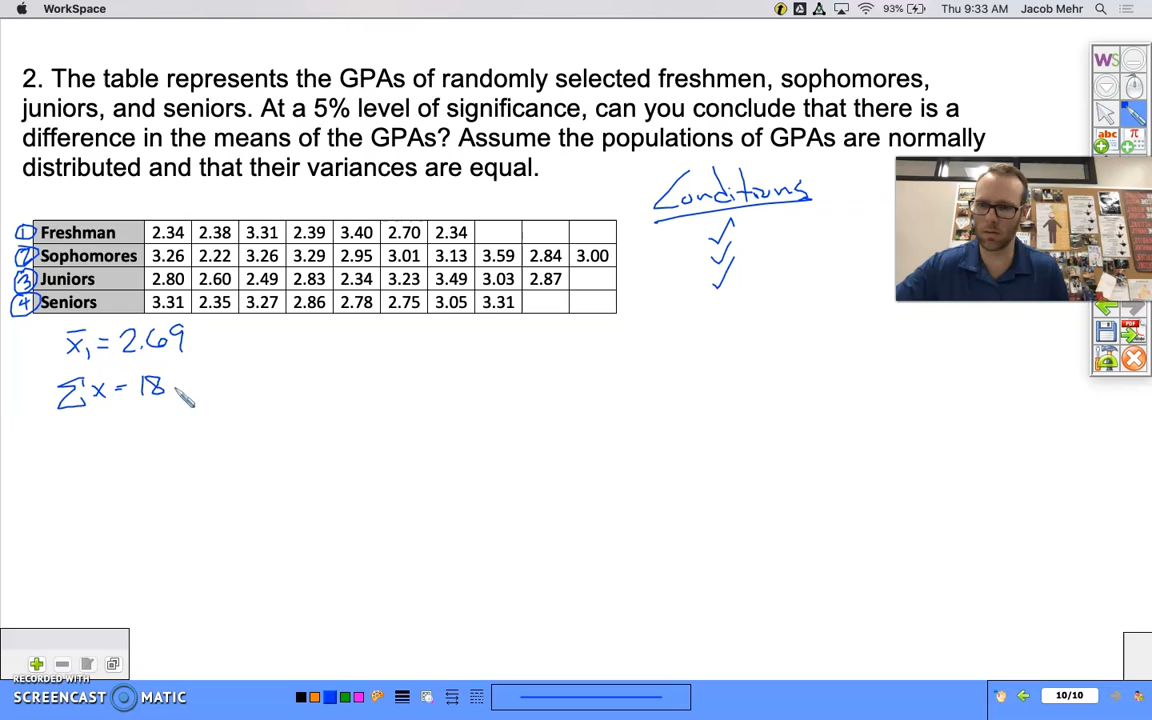 WorkSpace 93% Thu 9:33 AM Jacob Mehr
2. The table represents the GPAs of randomly selected freshmen, sophomores,
juniors, and seniors. At a 5% level of significance, can you conclude that there is a
difference in the means of the GPAs? Assume the populations of GPAs are normally
distributed and that their variances are equal.
Conditions
✓
✓
✓
① Freshman 2.34 2.38 3.31 2.39 3.40 2.70 2.34
② Sophomores 3.26 2.22 3.26 3.29 2.95 3.01 3.13 3.59 2.84 3.00
③ Juniors 2.80 2.60 2.49 2.83 2.34 3.23 3.49 3.03 2.87
④ Seniors 3.31 2.35 3.27 2.86 2.78 2.75 3.05 3.31
x̄₁ = 2.69
∑x = 18
WS
abc π
PDF
RECORDED WITH
SCREENCAST MATIC
10/10